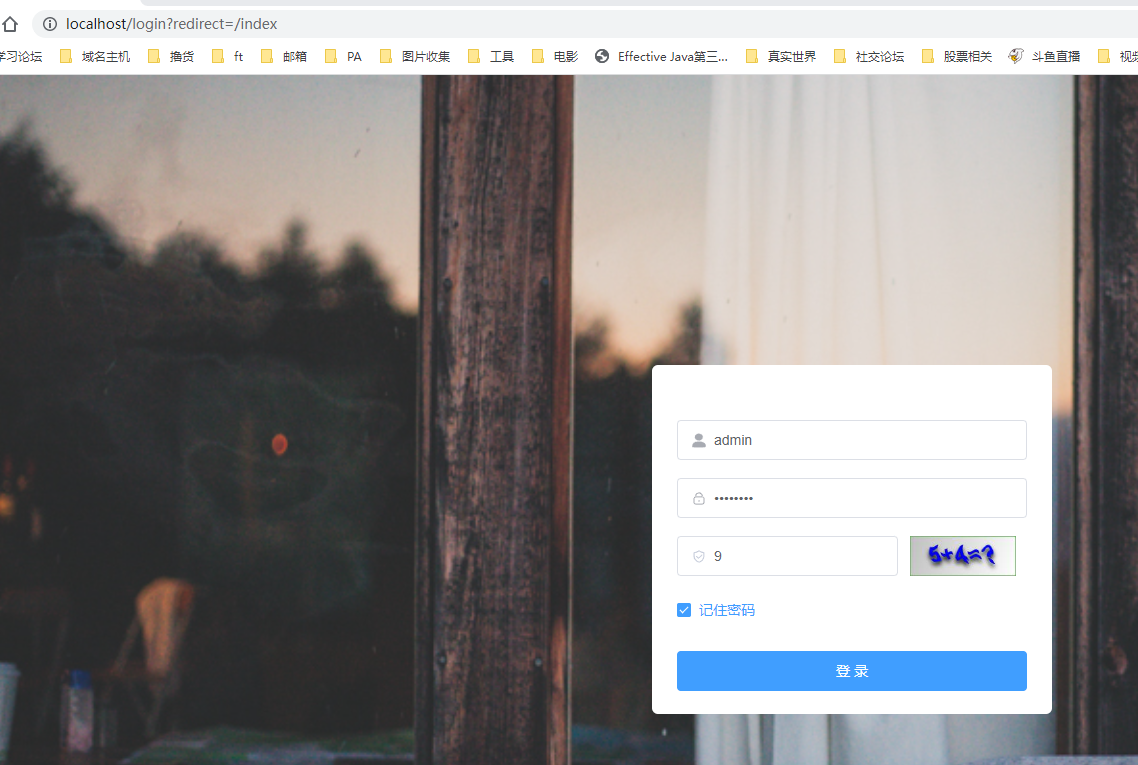 localhost/login?redirect=/index
学习论坛 域名主机 撸货 ft 邮箱 PA 图片收集 工具 电影 Effective Java第三... 真实世界 社交论坛 股票相关 斗鱼直播 视频
admin
••••••••
9 5+4=?
记住密码
登 录